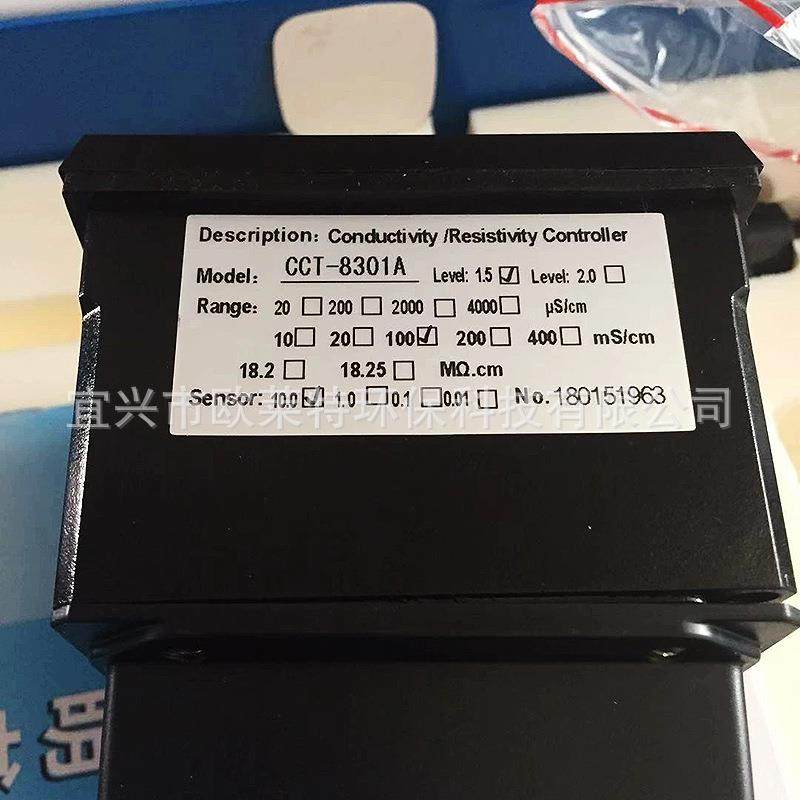 Description: Conductivity /Resistivity Controller
Model: CCT-8301A Level: 1.5 ☑ Level: 2.0 ☐
Range: 20 ☐ 200 ☐ 2000 ☐ 4000 ☐ μS/cm
10 ☐ 20 ☐ 100 ☑ 200 ☐ 400 ☐ mS/cm
18.2 ☐ 18.25 ☐ MΩ.cm
Sensor: 10.0 ☑ 1.0 ☐ 0.1 ☐ 0.01 ☐ No. 180151963
宜兴市欧莱特环保科技有限公司
明